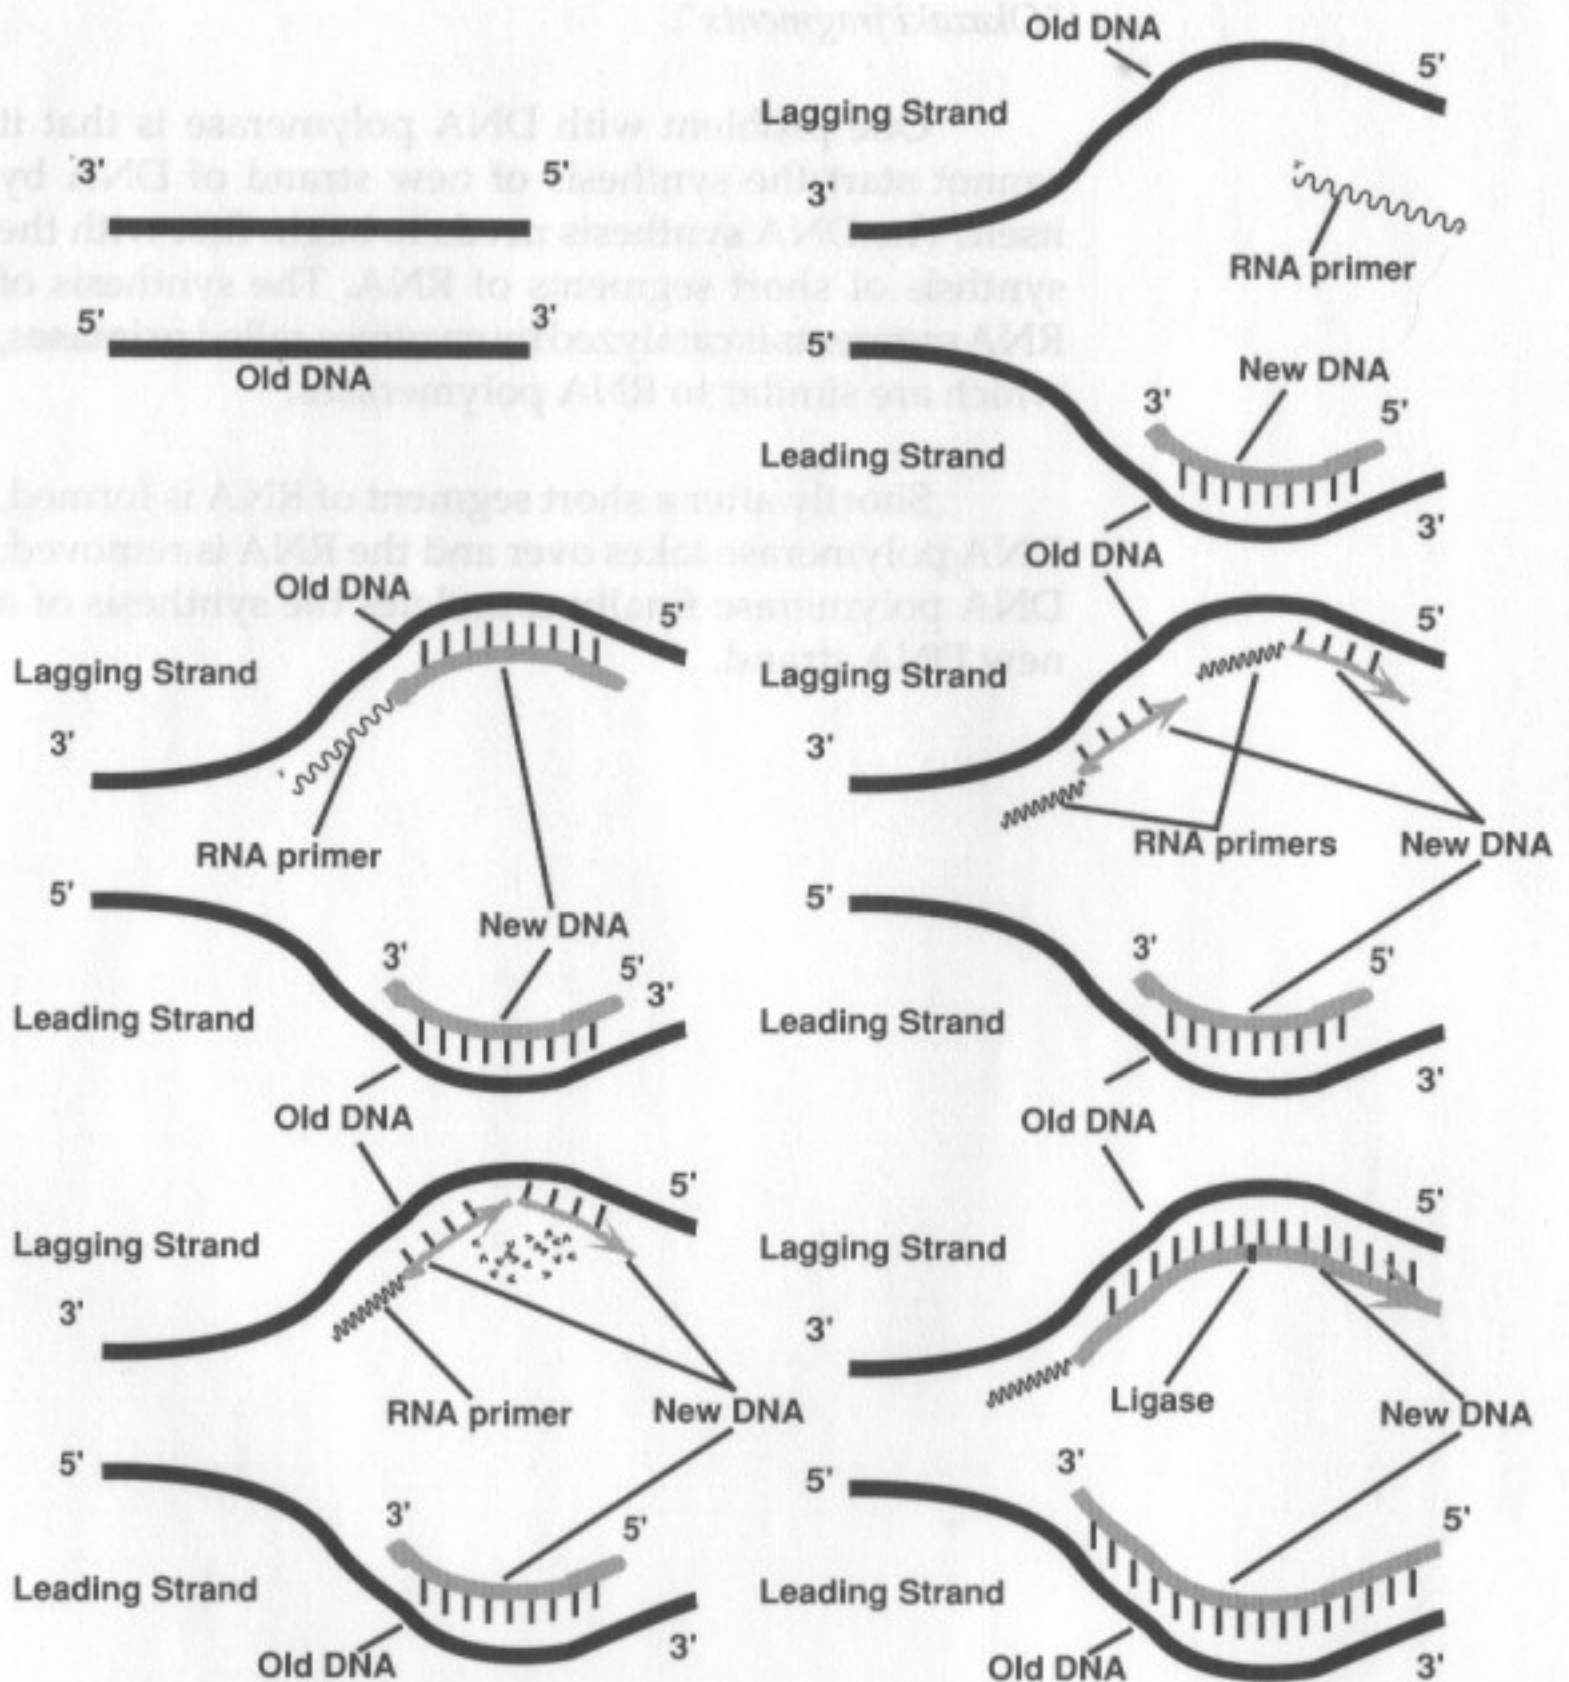 3' 5'
5' 3'
Old DNA
Old DNA
5'
Lagging Strand
3'
RNA primer
5'
New DNA
3' 5'
Leading Strand
3'
Old DNA
Old DNA
5'
Lagging Strand
3'
RNA primer
5'
New DNA
3' 5'
3'
Leading Strand
Old DNA
5'
Lagging Strand
3'
RNA primers New DNA
5'
3' 5'
Leading Strand
3'
Old DNA
Old DNA
5'
Lagging Strand
3'
RNA primer New DNA
5'
3' 5'
Leading Strand
3'
Old DNA
5'
Lagging Strand
3'
Ligase New DNA
5'
3' 5'
Leading Strand
3'
Old DNA